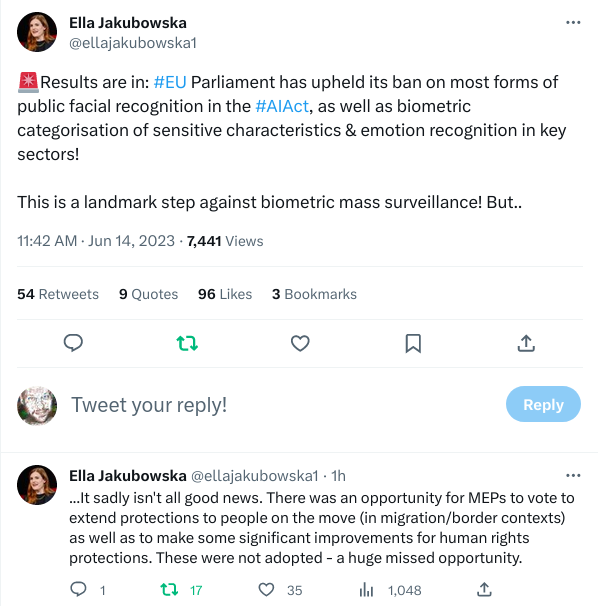 Ella Jakubowska
@ellajakubowska1
🚨Results are in: #EU Parliament has upheld its ban on most forms of
public facial recognition in the #AIAct, as well as biometric
categorisation of sensitive characteristics & emotion recognition in key
sectors!
This is a landmark step against biometric mass surveillance! But..
11:42 AM · Jun 14, 2023 · 7,441 Views
54 Retweets 9 Quotes 96 Likes 3 Bookmarks
Tweet your reply!
Reply
Ella Jakubowska @ellajakubowska1 · 1h
...It sadly isn't all good news. There was an opportunity for MEPs to vote to
extend protections to people on the move (in migration/border contexts)
as well as to make some significant improvements for human rights
protections. These were not adopted - a huge missed opportunity.
1 17 35 1,048